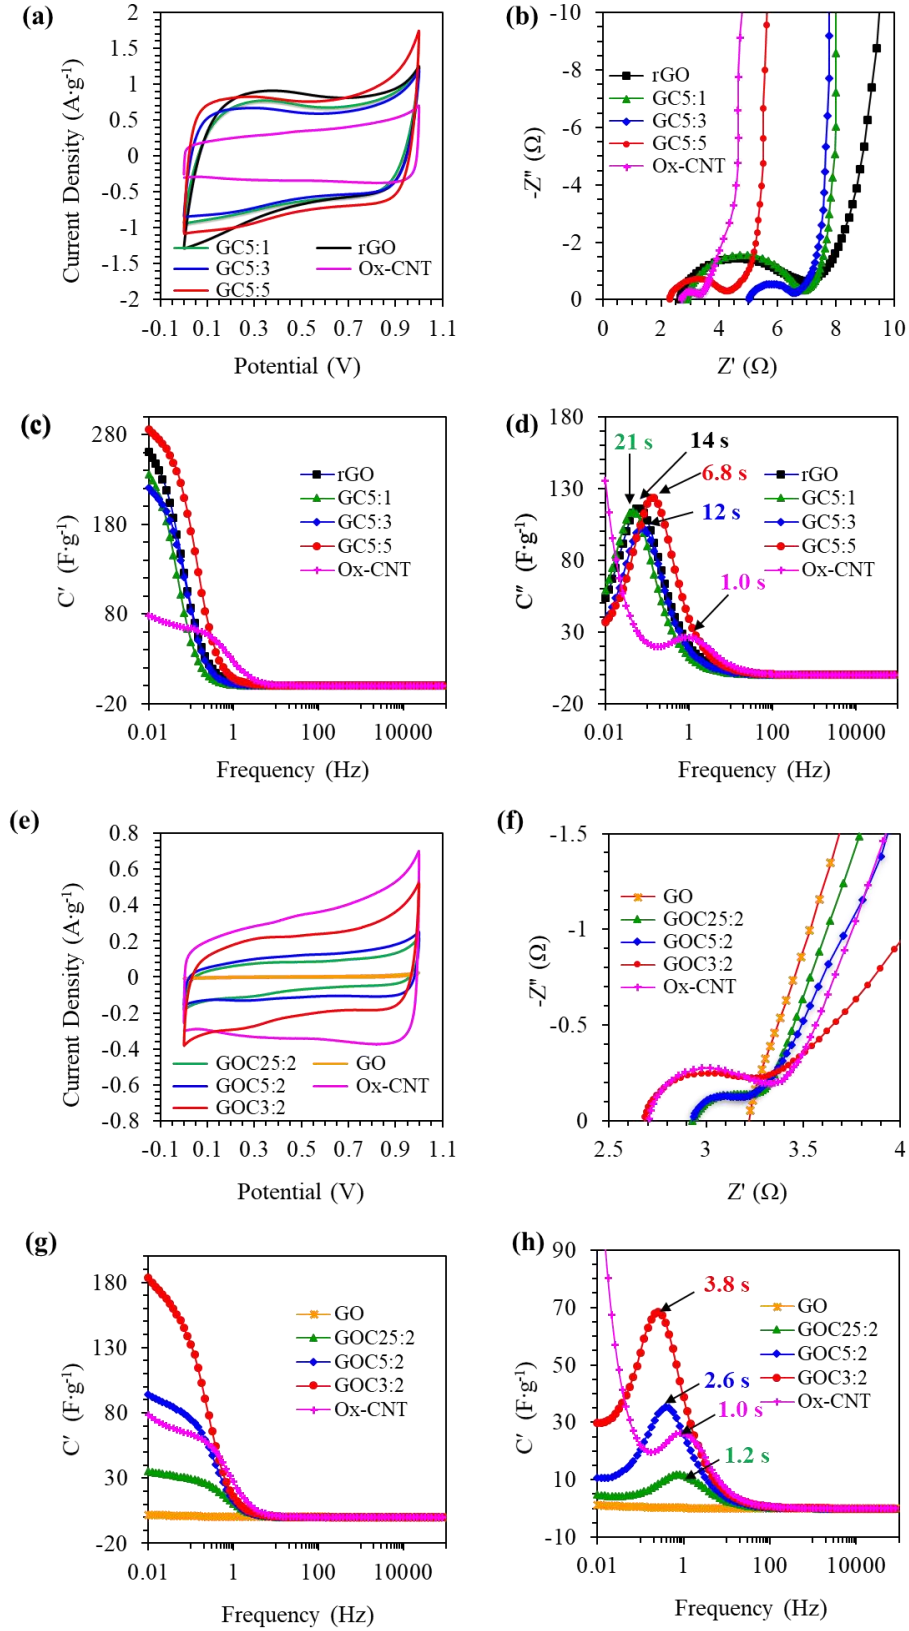 (a)
2
1.5
1
0.5
0
-0.5
-1
-1.5
-2
Current Density (A·g-1)
GC5:1
rGO
GC5:3
Ox-CNT
GC5:5
-0.1 0.1 0.3 0.5 0.7 0.9 1.1
Potential (V)
(b)
-10
-8
-6
-4
-2
0
-Z" (Ω)
rGO
GC5:1
GC5:3
GC5:5
Ox-CNT
0 2 4 6 8 10
Z' (Ω)
(c)
280
180
80
-20
C′ (F·g-1)
rGO
GC5:1
GC5:3
GC5:5
Ox-CNT
0.01 1 100 10000
Frequency (Hz)
(d)
180
130
80
30
-20
C″ (F·g-1)
21 s
14 s
6.8 s
12 s
1.0 s
rGO
GC5:1
GC5:3
GC5:5
Ox-CNT
0.01 1 100 10000
Frequency (Hz)
(e)
0.8
0.6
0.4
0.2
0
-0.2
-0.4
-0.6
-0.8
Current Density (A·g-1)
GOC25:2
GO
GOC5:2
Ox-CNT
GOC3:2
-0.1 0.1 0.3 0.5 0.7 0.9 1.1
Potential (V)
(f)
-1.5
-1
-0.5
0
-Z" (Ω)
GO
GOC25:2
GOC5:2
GOC3:2
Ox-CNT
2.5 3 3.5 4
Z' (Ω)
(g)
180
130
80
30
-20
C′ (F·g-1)
GO
GOC25:2
GOC5:2
GOC3:2
Ox-CNT
0.01 1 100 10000
Frequency (Hz)
(h)
90
70
50
30
10
-10
C′ (F·g-1)
3.8 s
2.6 s
1.0 s
1.2 s
GO
GOC25:2
GOC5:2
GOC3:2
Ox-CNT
0.01 1 100 10000
Frequency (Hz)